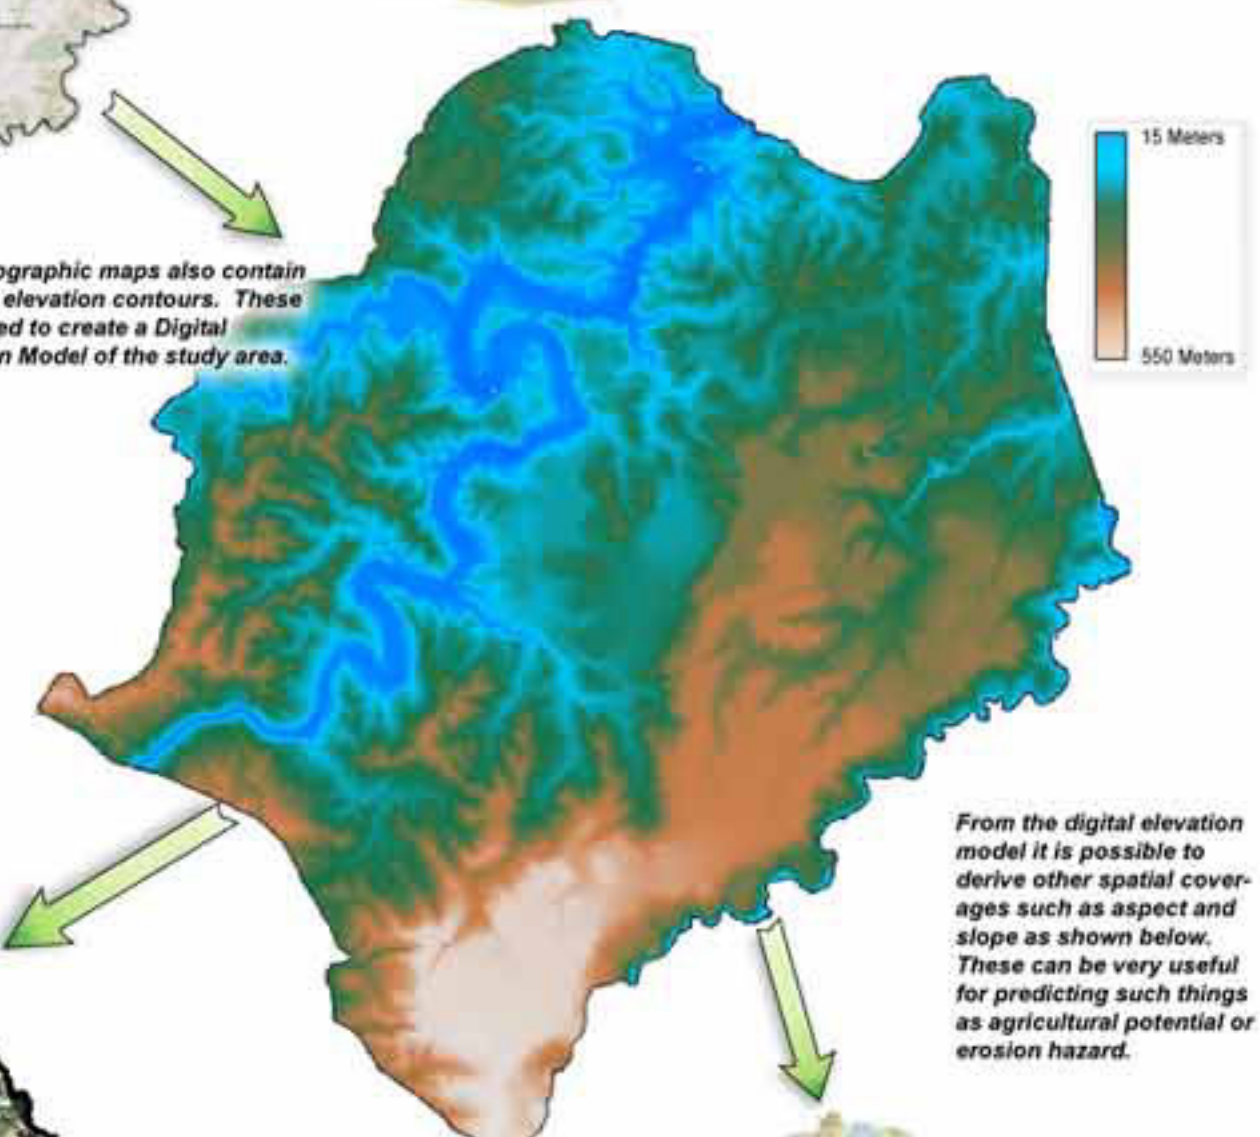 15 Meters
550 Meters
ographic maps also contain
elevation contours. These
ed to create a Digital
n Model of the study area.
From the digital elevation
model it is possible to
derive other spatial cover-
ages such as aspect and
slope as shown below.
These can be very useful
for predicting such things
as agricultural potential or
erosion hazard.